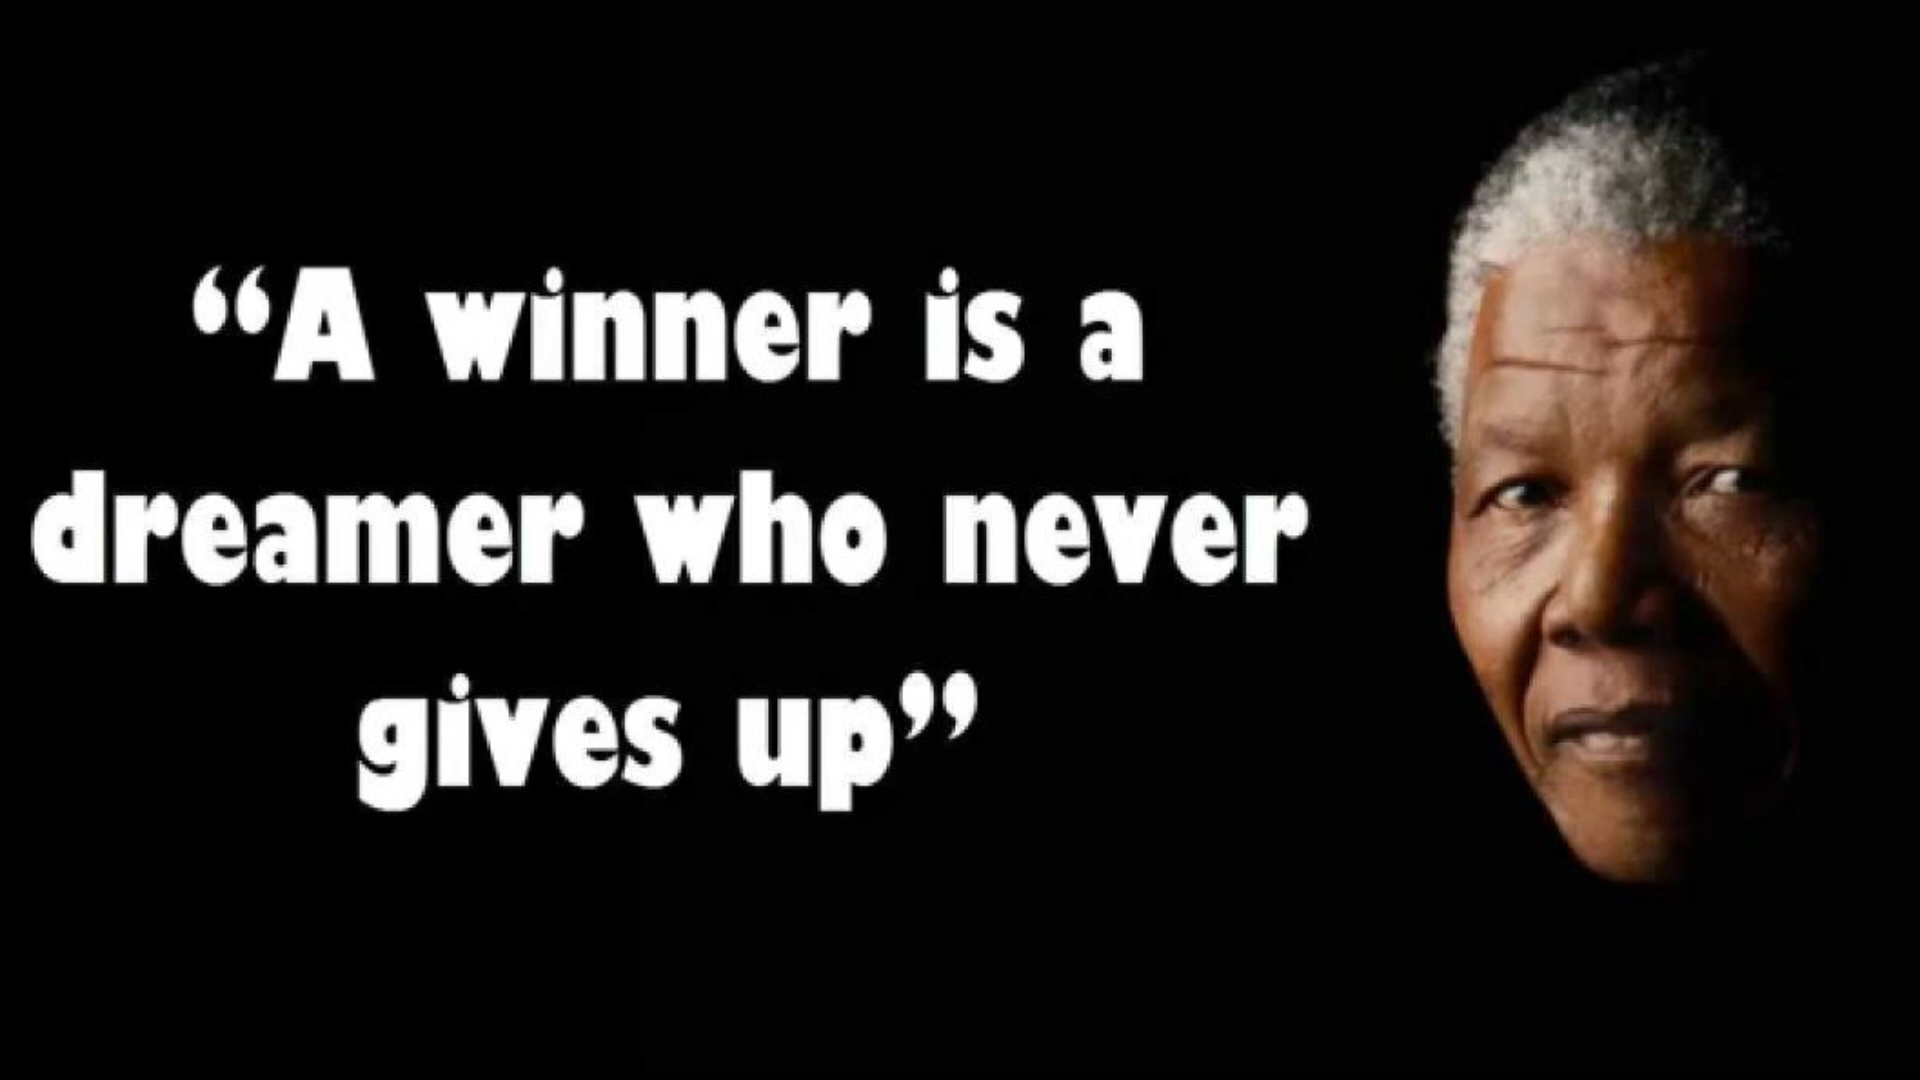 “A winner is a
dreamer who never
gives up”